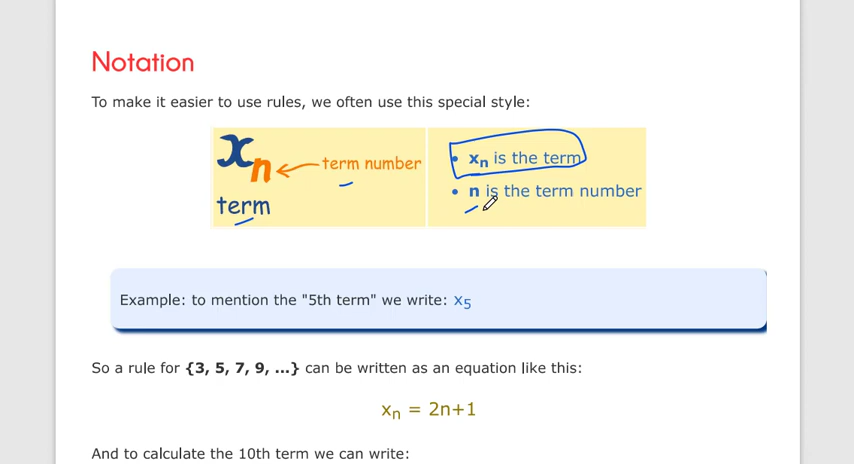 Notation
To make it easier to use rules, we often use this special style:
xn
term number
term
• xn is the term
• n is the term number
Example: to mention the "5th term" we write: x5
So a rule for {3, 5, 7, 9, ...} can be written as an equation like this:
xn = 2n+1
And to calculate the 10th term we can write: